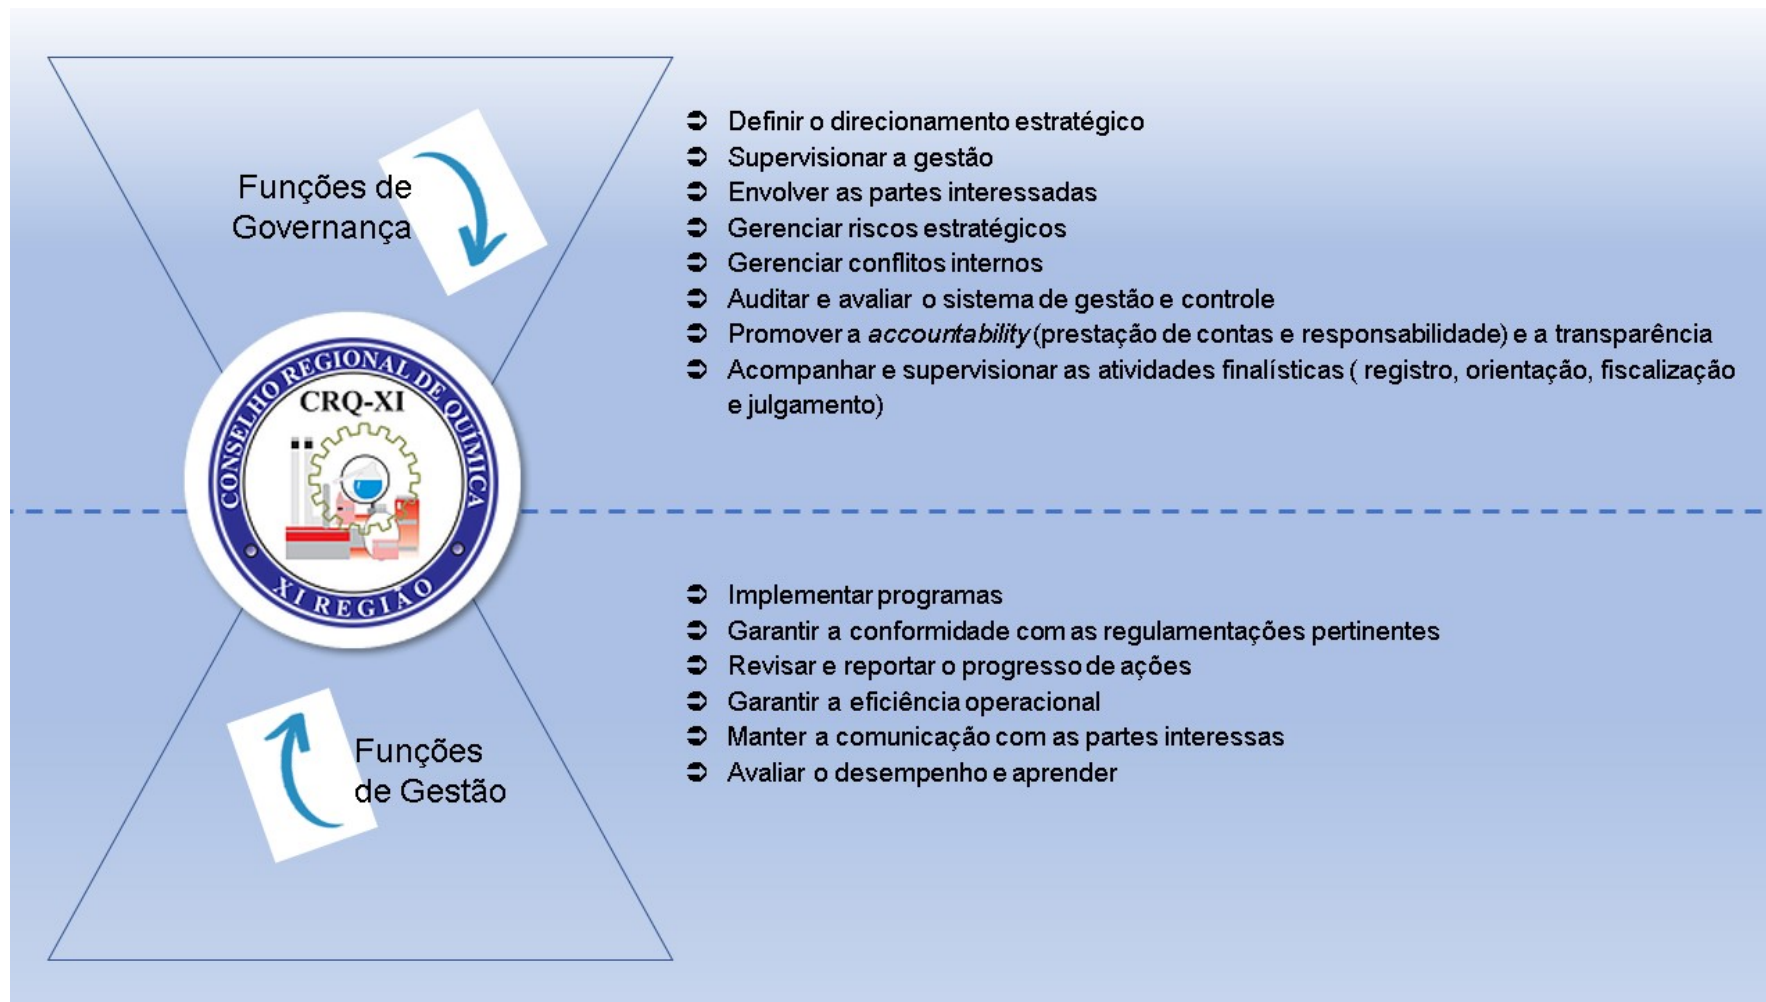 Funções de
Governança
Definir o direcionamento estratégico
Supervisionar a gestão
Envolver as partes interessadas
Gerenciar riscos estratégicos
Gerenciar conflitos internos
Auditar e avaliar o sistema de gestão e controle
Promover a accountability (prestação de contas e responsabilidade) e a transparência
Acompanhar e supervisionar as atividades finalísticas ( registro, orientação, fiscalização
e julgamento)
CONSELHO REGIONAL DE QUÍMICA
CRQ-XI
XI REGIÃO
Funções
de Gestão
Implementar programas
Garantir a conformidade com as regulamentações pertinentes
Revisar e reportar o progresso de ações
Garantir a eficiência operacional
Manter a comunicação com as partes interessas
Avaliar o desempenho e aprender